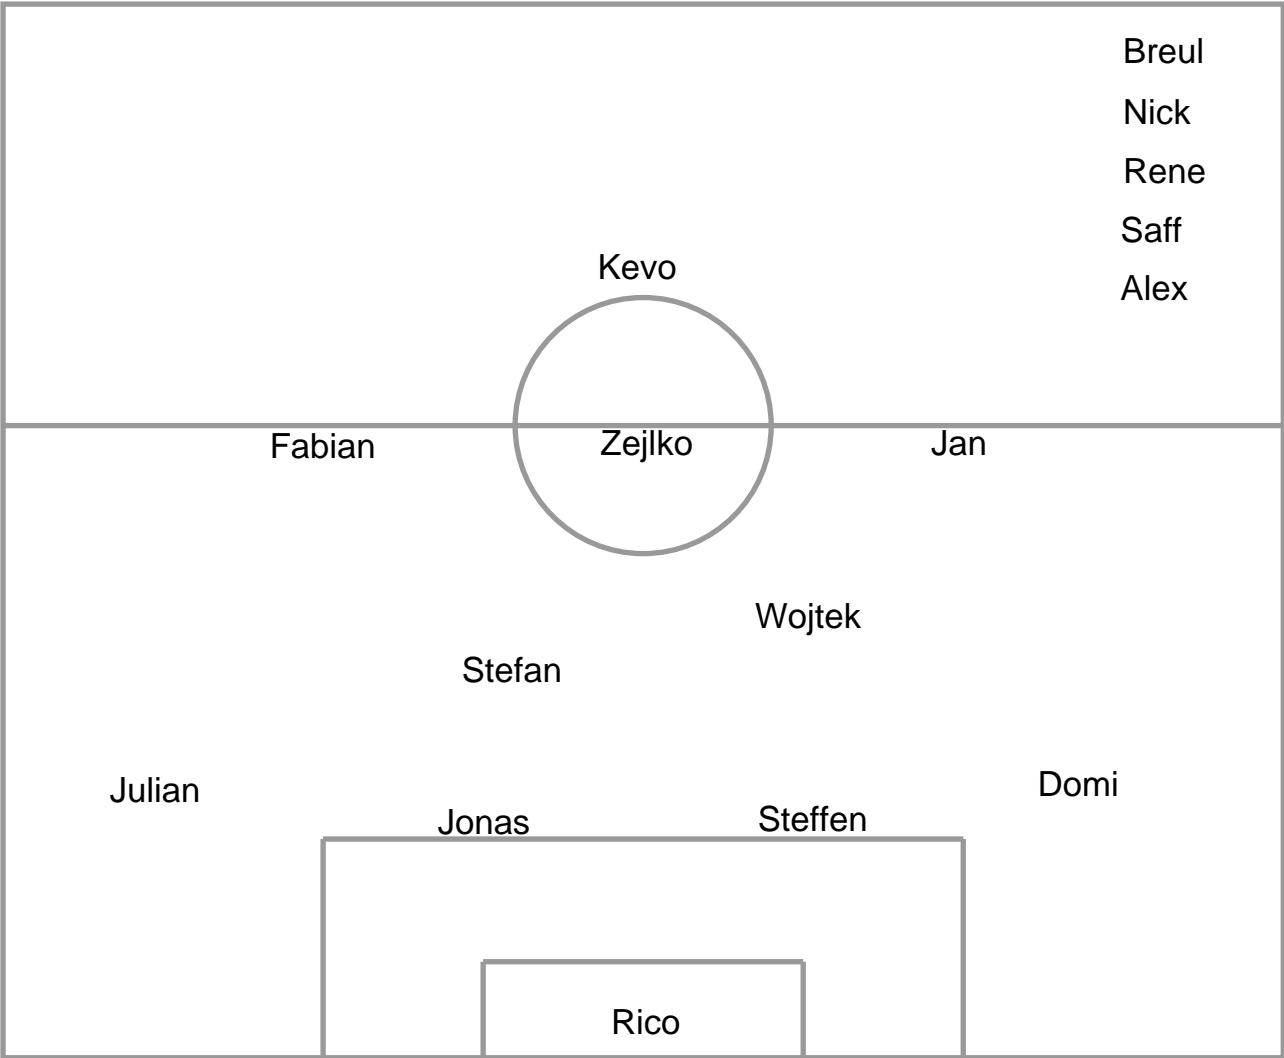 Breul
Nick
Rene
Saff
Kevo
Alex
Fabian Zejlko Jan
Wojtek
Stefan
Julian Domi
Jonas Steffen
Rico